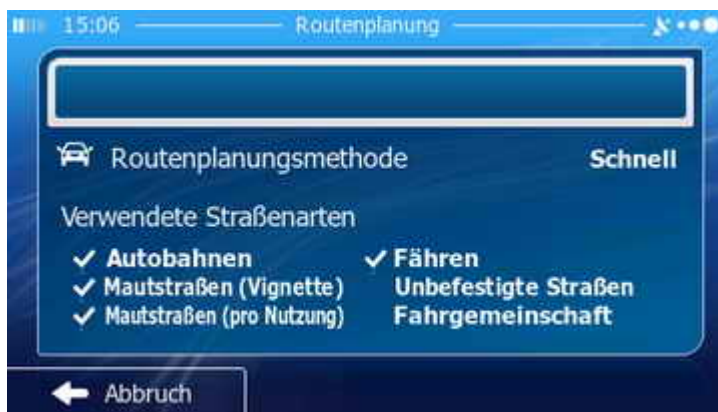 15:06 Routenplanung
Routenplanungsmethode Schnell
Verwendete Straßenarten
Autobahnen Fähren
Mautstraßen (Vignette) Unbefestigte Straßen
Mautstraßen (pro Nutzung) Fahrgemeinschaft
Abbruch